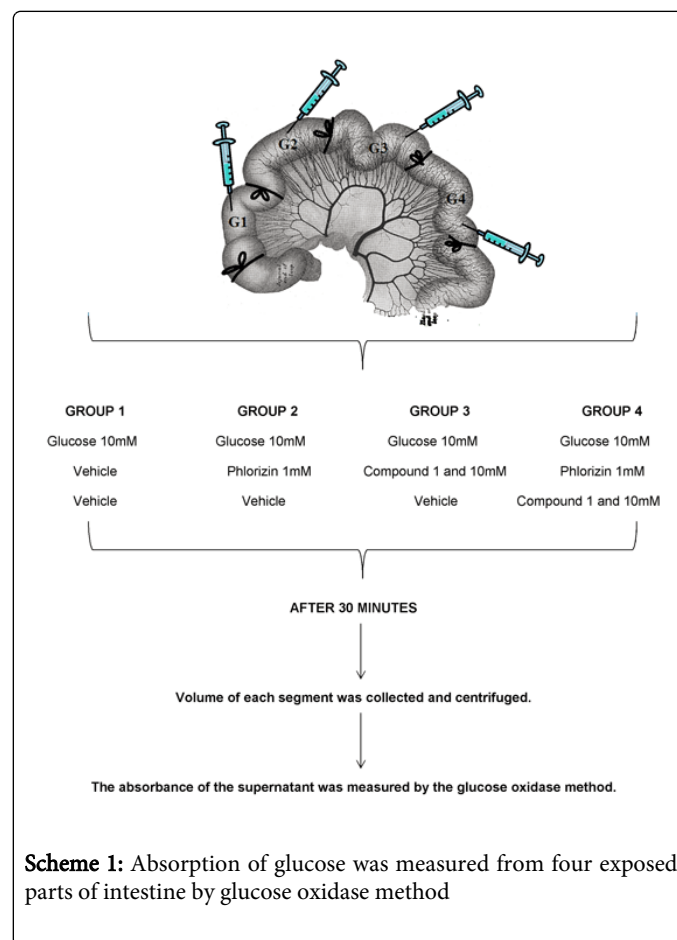 G2
G3
G1
G4
GROUP 1 GROUP 2 GROUP 3 GROUP 4
Glucose 10mM Glucose 10mM Glucose 10mM Glucose 10mM
Vehicle Phlorizin 1mM Compound 1 and 10mM Phlorizin 1mM
Vehicle Vehicle Vehicle Compound 1 and 10mM
AFTER 30 MINUTES
Volume of each segment was collected and centrifuged.
The absorbance of the supernatant was measured by the glucose oxidase method.
Scheme 1: Absorption of glucose was measured from four exposed
parts of intestine by glucose oxidase method